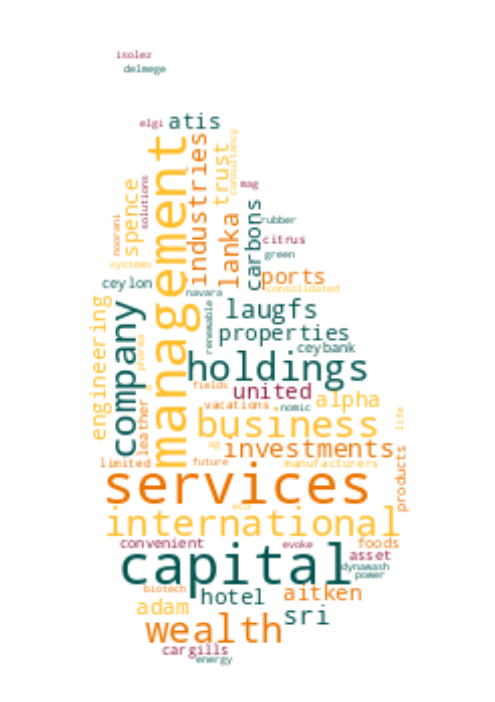 isolez
delmege
elgi atis
management
industries
trust
consultancy
mag
spence
solutions
noorani
systems
lanka
carbons
rubber
citrus
green
ports
consolidated
ceylon
navara
renewable
laugfs
properties
ceybank
engineering
company
pharma
holdings
fields
united
alpha
vacations
nomic
leather
business
life
ag
investments
limited
future
manufacturers
products
services
eco
international
convenient
evoke
foods
asset
capital
dynawash
power
biotech
hotel
aitken
adam
sri
wealth
cargills
energy